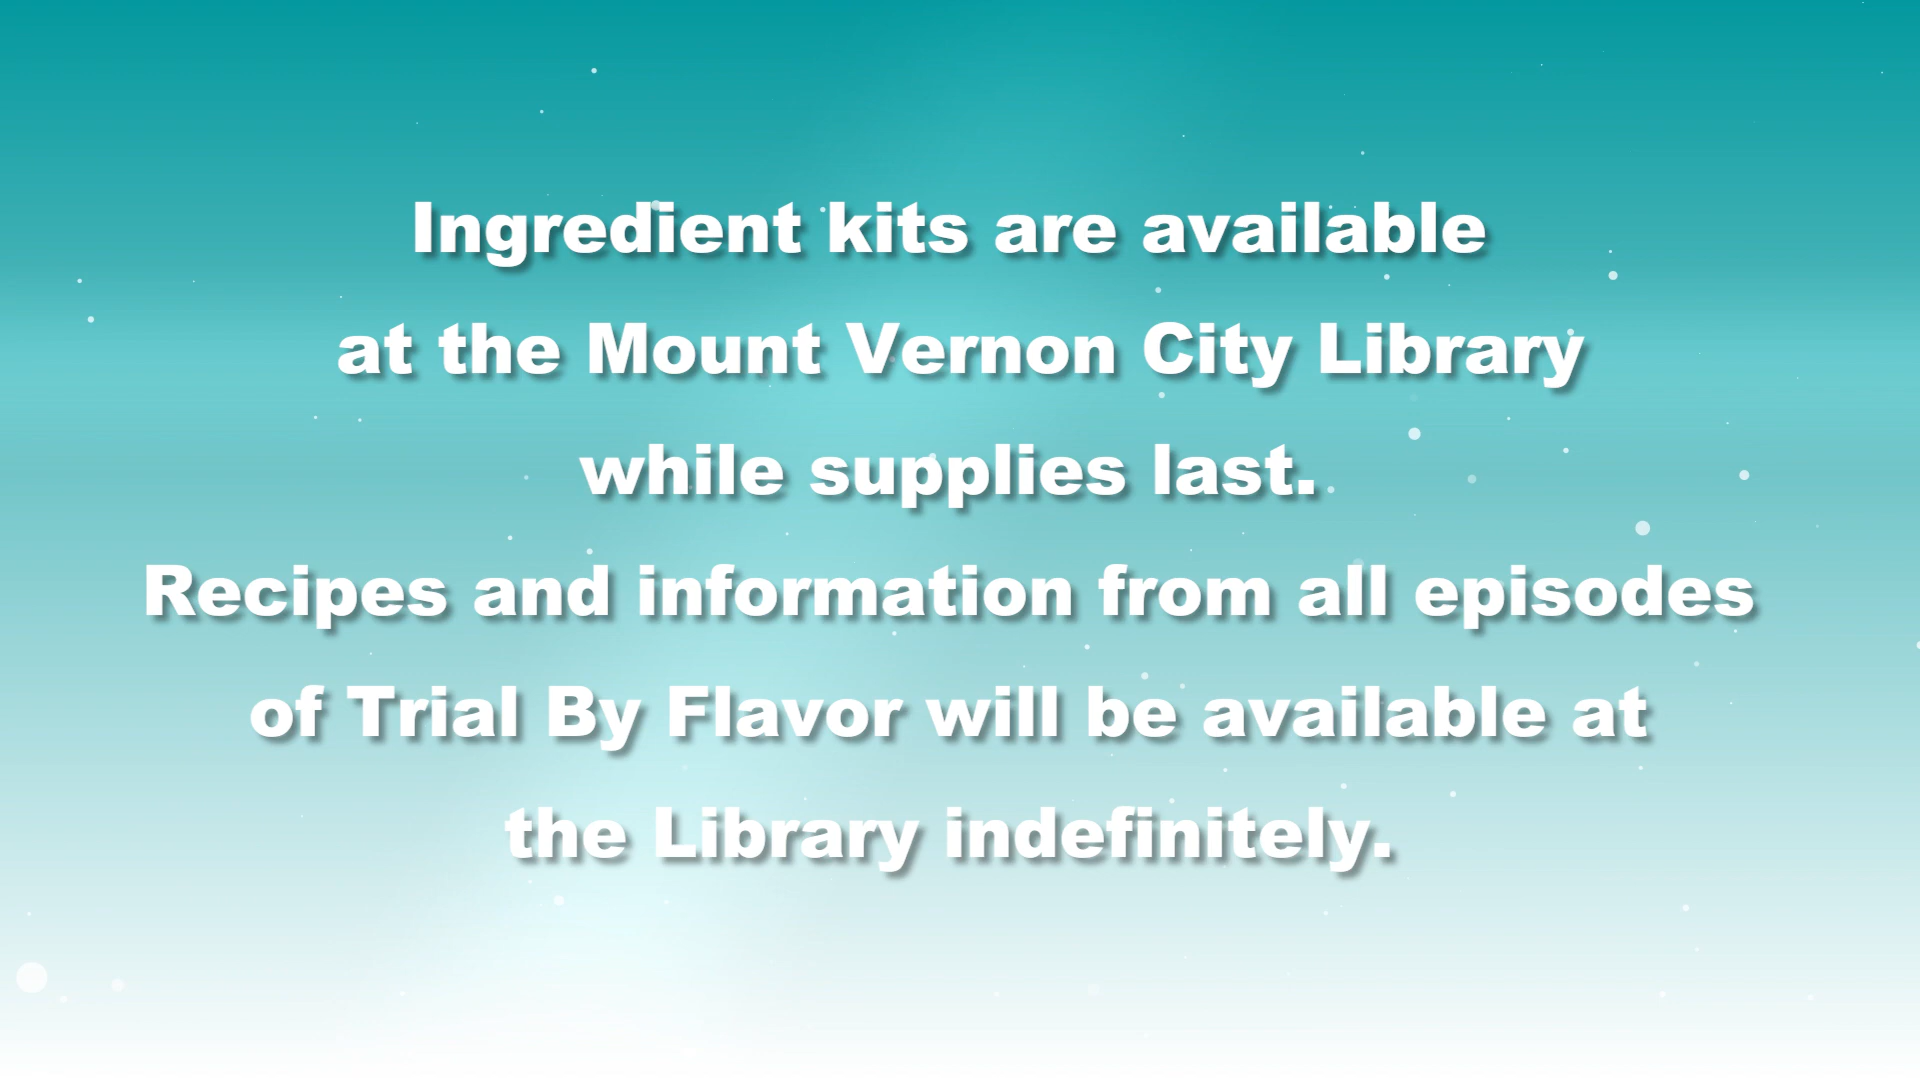 Ingredient kits are available
at the Mount Vernon City Library
while supplies last.
Recipes and information from all episodes
of Trial By Flavor will be available at
the Library indefinitely.